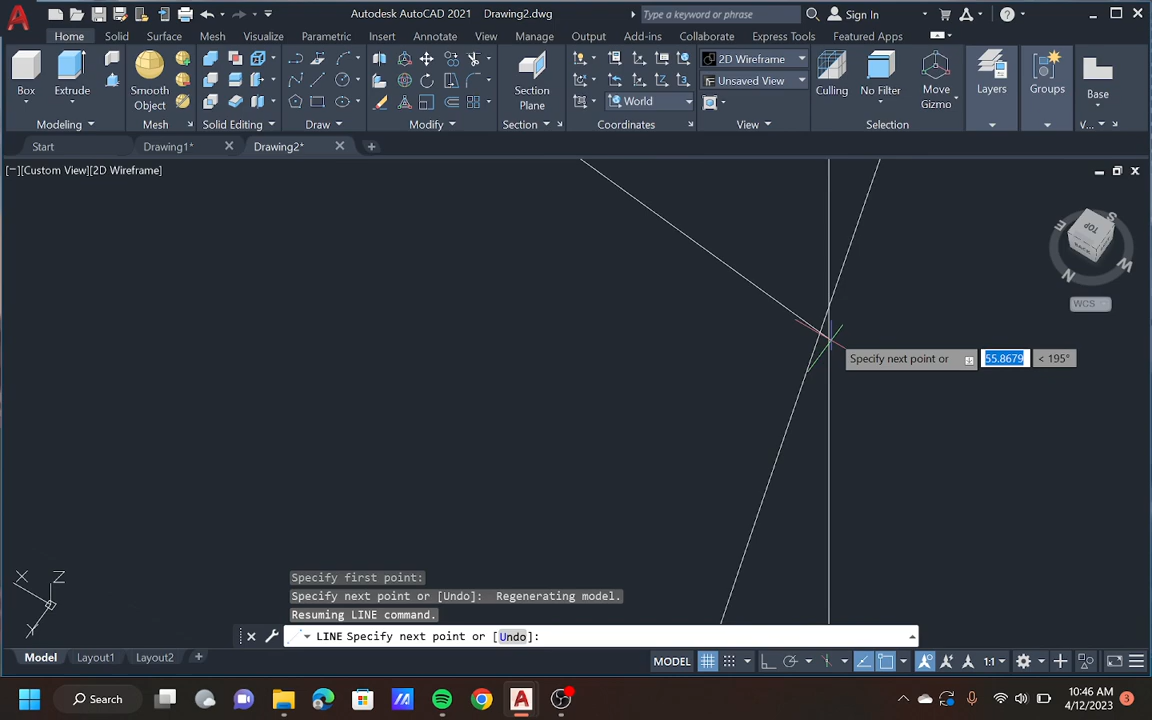 Autodesk AutoCAD 2021 Drawing2.dwg
Type a keyword or phrase
Sign In
Home Solid Surface Mesh Parametric Insert Annotate View Manage Output Add-ins Collaborate Express Tools Featured Apps
Box
Extrude
Smooth
Object
Section
Plane
2D Wireframe
Unsaved View
World
Culling
No Filter
Move
Gizmo
Layers
Groups
Base
Modeling
Mesh
Solid Editing
Draw
Modify
Section
Coordinates
View
Selection
V...
Start
Drawing1*
Drawing2*
[−][Custom View][2D Wireframe]
TOP
S
E
W
N
WCS
Specify next point or
55.8679
< 195°
X
Z
Y
Specify first point:
Specify next point or [Undo]: Regenerating model.
Resuming LINE command.
LINE Specify next point or [Undo]:
Model Layout1 Layout2
MODEL
1:1
Search
10:46 AM
4/12/2023
3